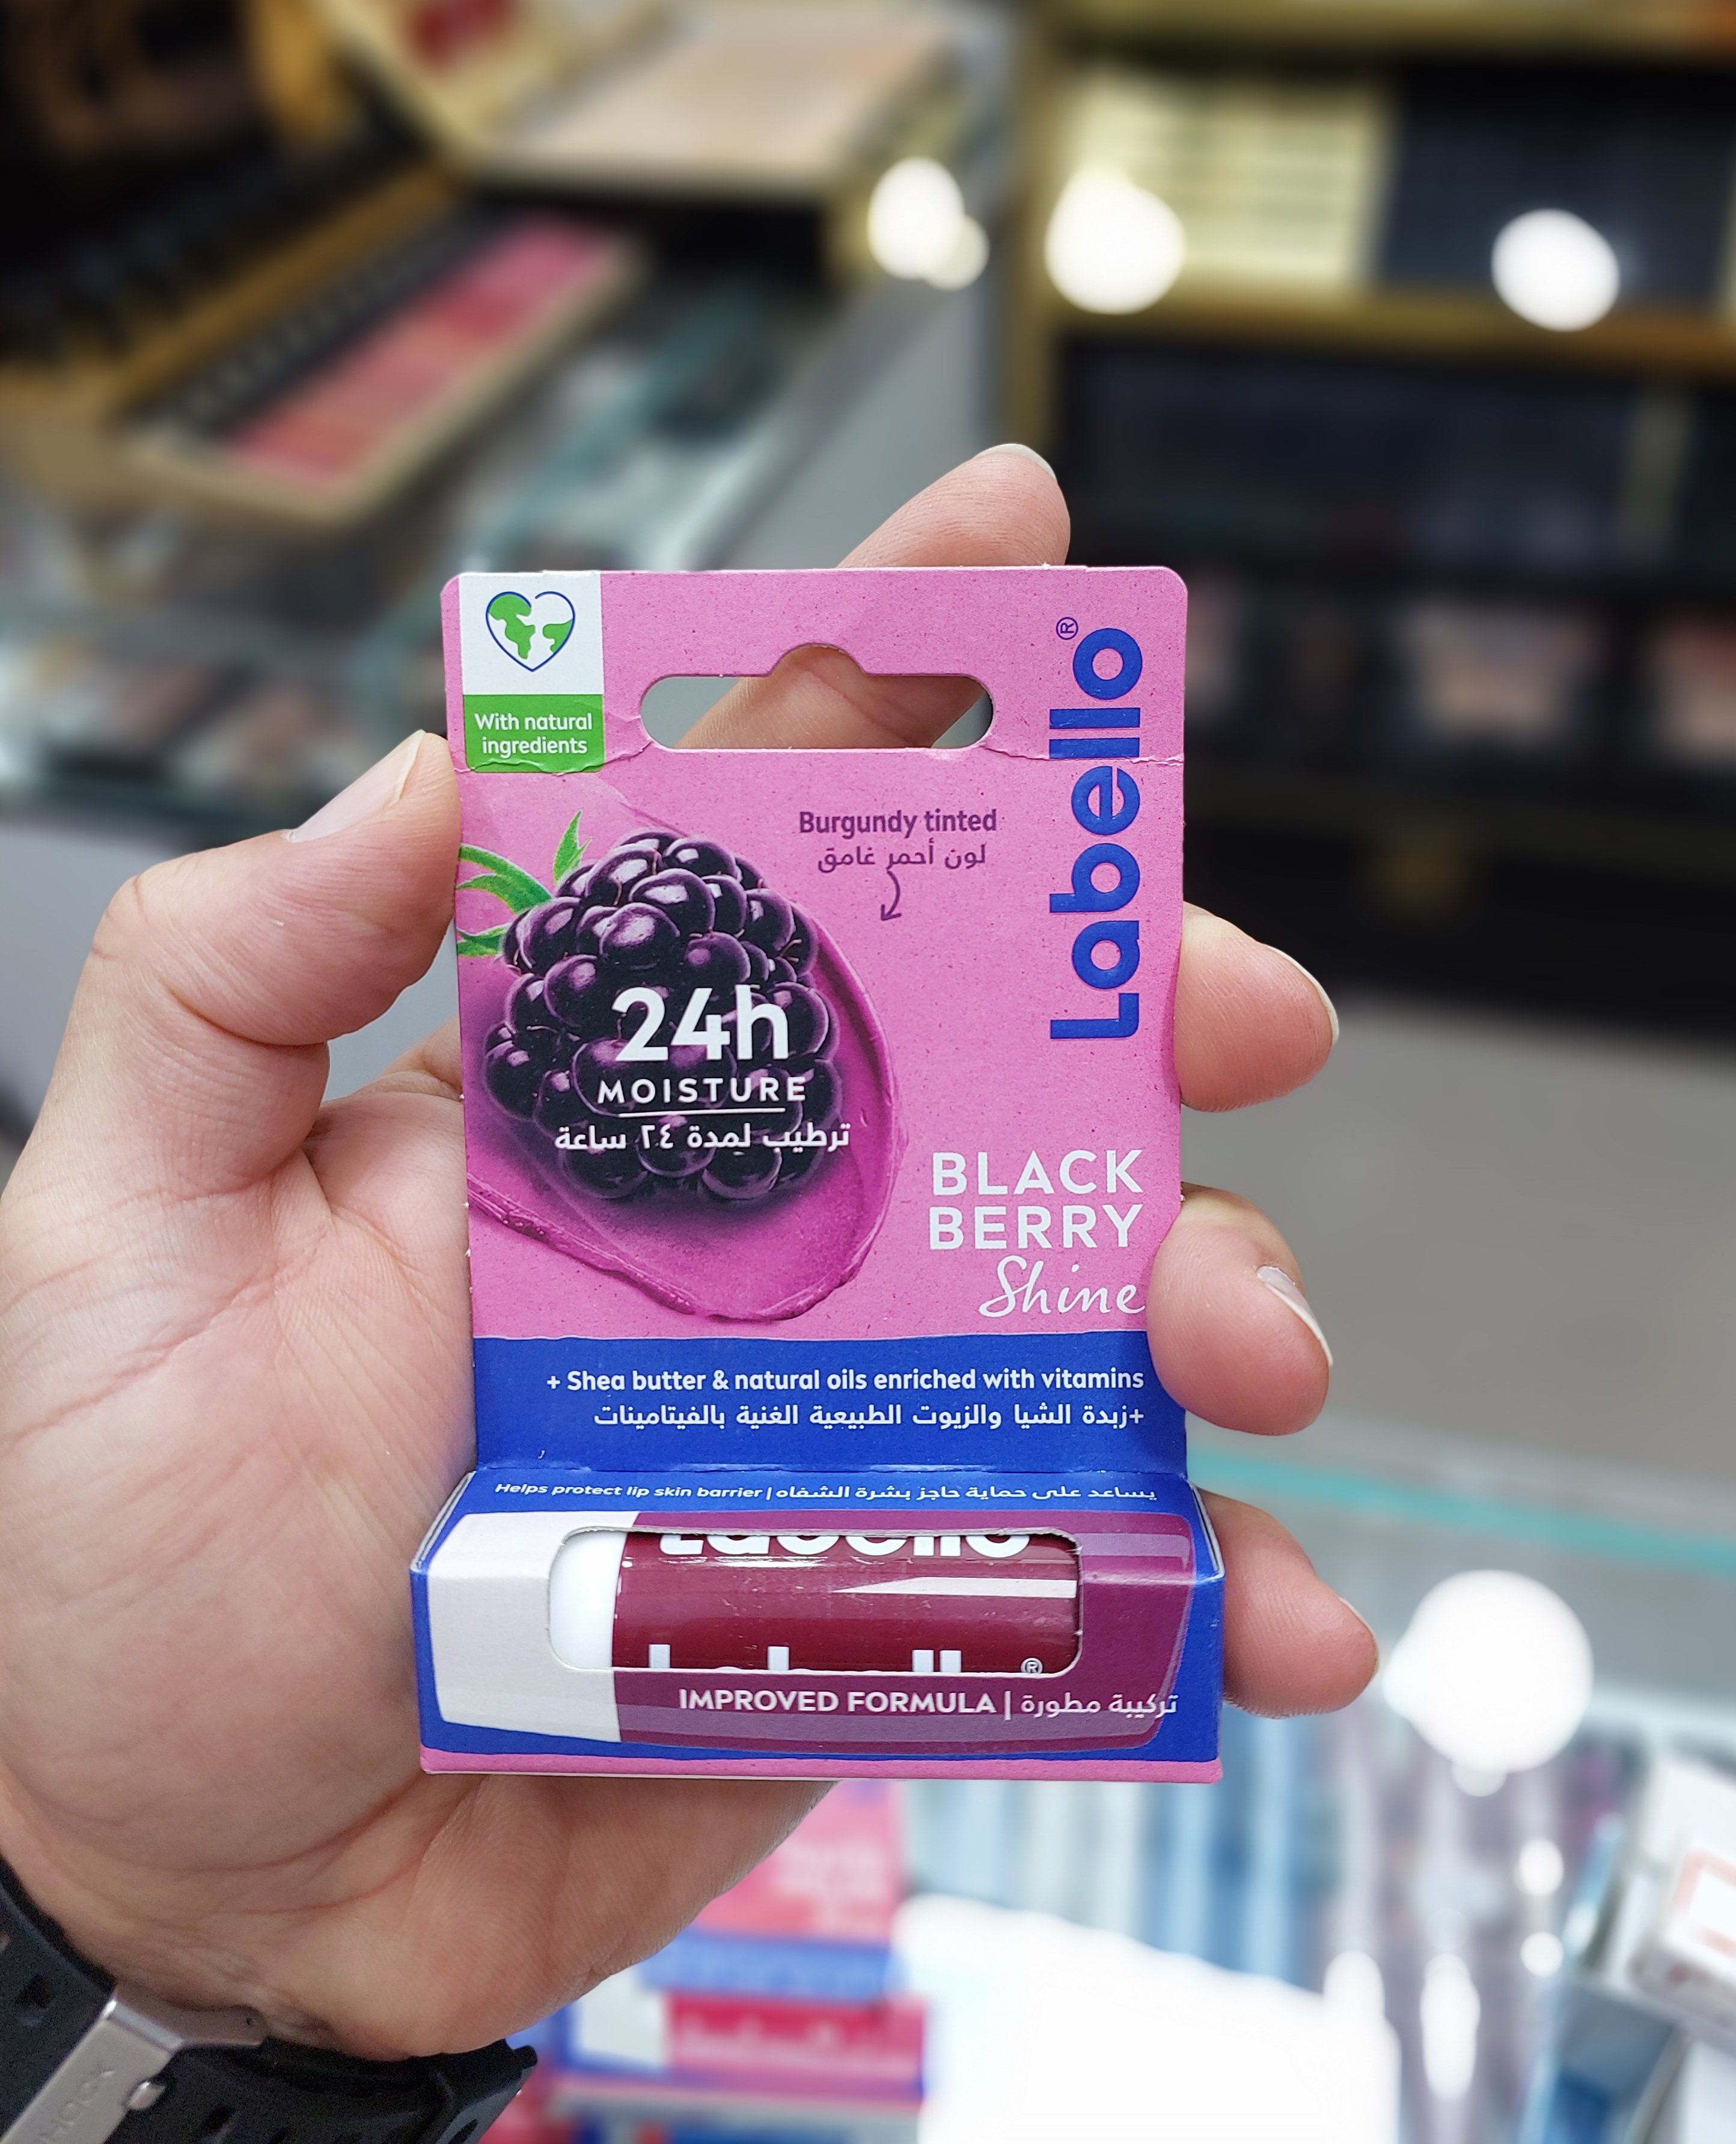 With natural
ingredients
Labello®
Burgundy tinted
لون أحمر غامق
24h
MOISTURE
ترطيب لمدة ٢٤ ساعة
BLACK
BERRY
Shine
+ Shea butter & natural oils enriched with vitamins
+زبدة الشيا والزيوت الطبيعية الغنية بالفيتامينات
Helps protect lip skin barrier | يساعد على حماية حاجز بشرة الشفاه
Labello
Labello®
IMPROVED FORMULA | تركيبة مطورة